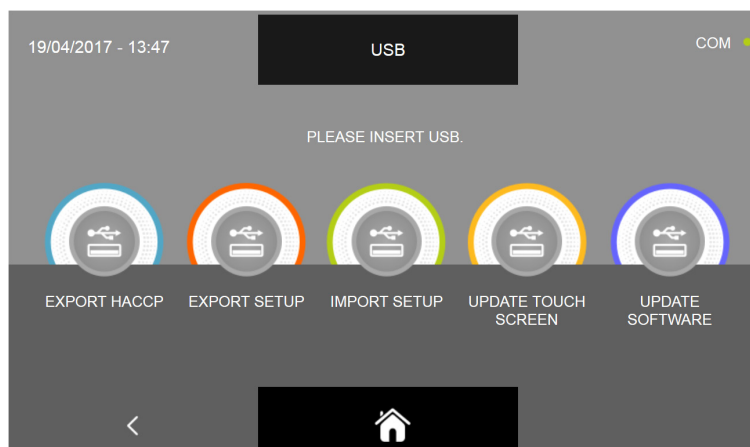 19/04/2017 - 13:47
USB
COM
PLEASE INSERT USB.
EXPORT HACCP
EXPORT SETUP
IMPORT SETUP
UPDATE TOUCH
SCREEN
UPDATE
SOFTWARE